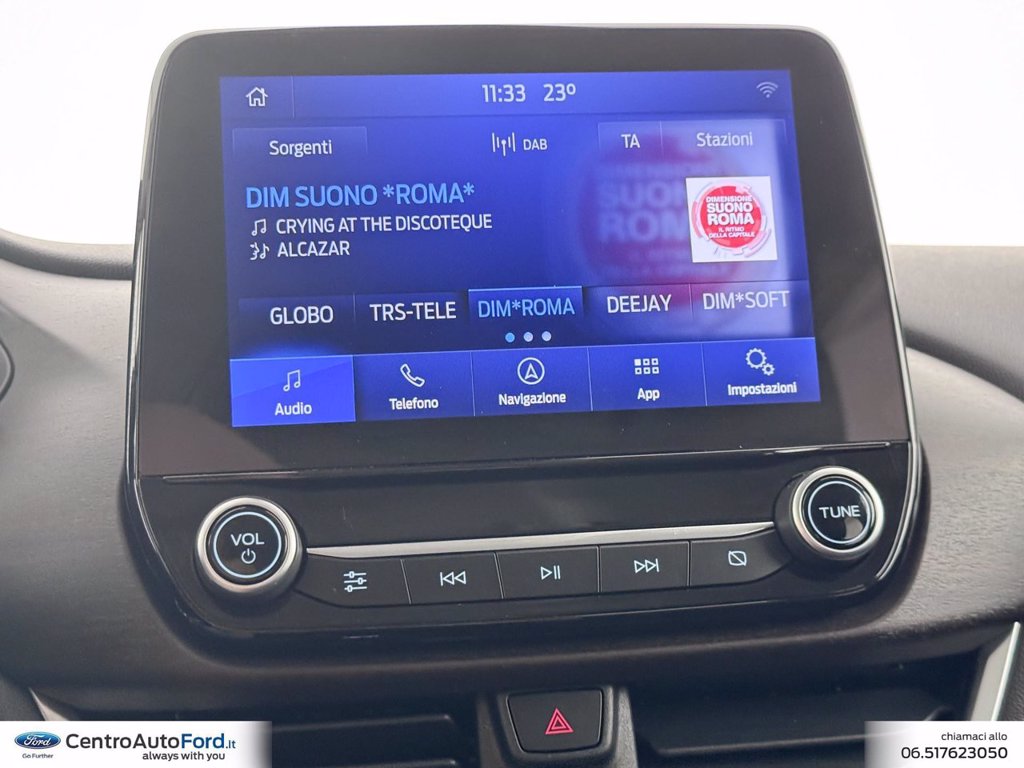 11:33 23º
Sorgenti
DAB
TA
Stazioni
DIM SUONO *ROMA*
CRYING AT THE DISCOTEQUE
ALCAZAR
DIMENSIONE
SUONO
ROMA
IL RITMO
DELLA CAPITALE
GLOBO
TRS-TELE
DIM*ROMA
DEEJAY
DIM*SOFT
Audio
Telefono
Navigazione
App
Impostazioni
VOL
TUNE
Ford
Go Further
CentroAutoFord.it
always with you
chiamaci allo
06.517623050